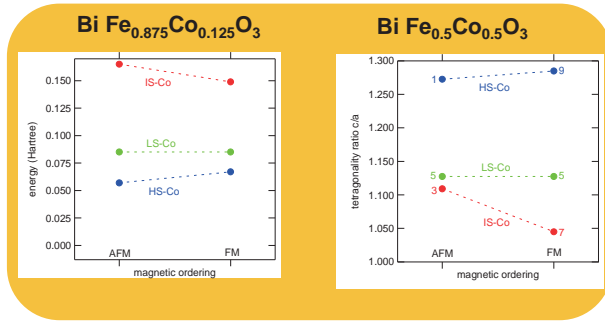 Bi Fe0.875Co0.125O3
Bi Fe0.5Co0.5O3
energy (Hartree)
0.150
0.125
0.100
0.075
0.050
0.025
0.000
IS-Co
LS-Co
HS-Co
AFM
FM
magnetic ordering
tetragonality ratio c/a
1.300
1.250
1.200
1.150
1.100
1.050
1.000
1
9
HS-Co
LS-Co
5
5
3
IS-Co
7
AFM
FM
magnetic ordering